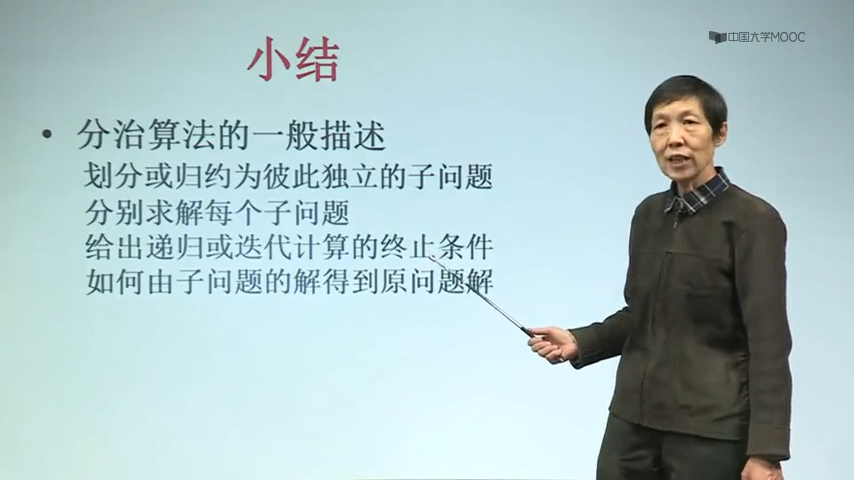 中国大学MOOC
小结
• 分治算法的一般描述
划分或归约为彼此独立的子问题
分别求解每个子问题
给出递归或迭代计算的终止条件
如何由子问题的解得到原问题解